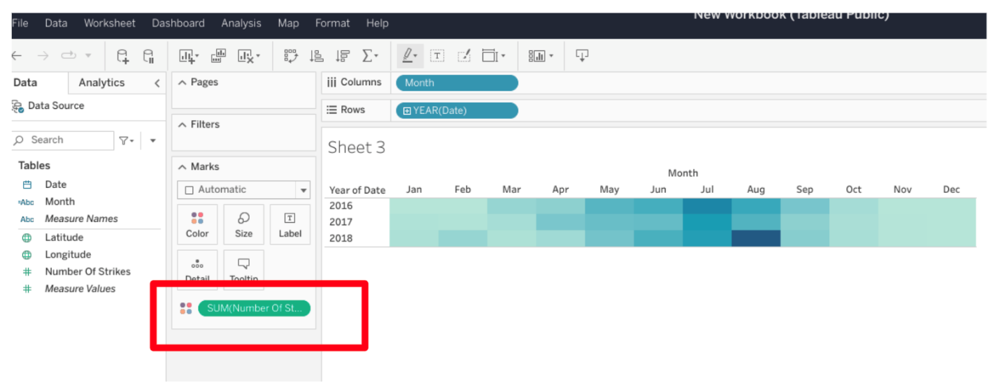 New Workbook (Tableau Public)
File Data Worksheet Dashboard Analysis Map Format Help
Data Analytics
Data Source
Search
Tables
Date
Abc Month
Abc Measure Names
Latitude
Longitude
# Number Of Strikes
# Measure Values
Pages
Filters
Marks
Automatic
Color Size Label
Detail Tooltip
SUM(Number Of St...
Columns Month
Rows YEAR(Date)
Sheet 3
Month
Year of Date Jan Feb Mar Apr May Jun Jul Aug Sep Oct Nov Dec
2016
2017
2018